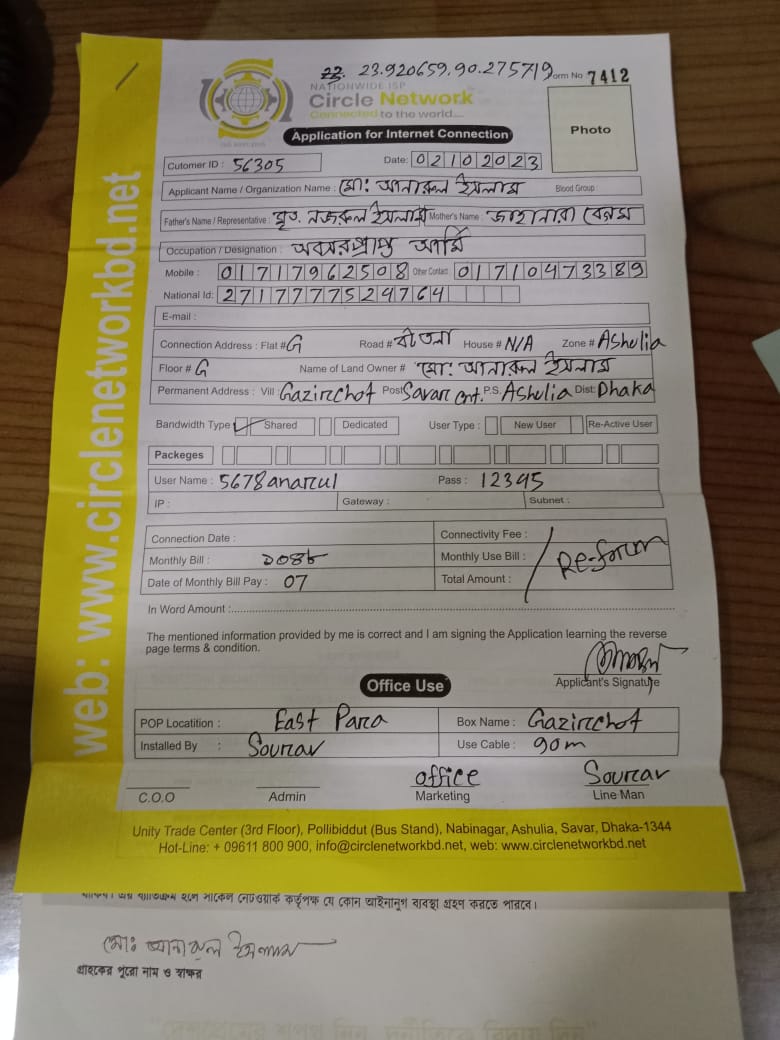 23.920659,90.275719
Form No 7412
NATIONWIDE ISP
Circle Network
Connected to the world....
Application for Internet Connection
Photo
Cutomer ID : 56305 Date: 02102023
Applicant Name / Organization Name : মো: আনারুল ইসলাম Blood Group :
Father's Name / Representative : মৃত. নজরুল ইসলাম Mother's Name : জাহানারা বেগম
Occupation / Designation : অবসরপ্রাপ্ত আর্মি
Mobile : 01717962508 Other Contact 01710473389
National Id: 2717777524764
E-mail :
Connection Address : Flat # G Road # House # N/A Zone # Ashulia
Floor # G Name of Land Owner # মো: আনারুল ইসলাম
Permanent Address : Vill : Gazirchot Post Savar Cnt. P.S. Ashulia Dist: Dhaka
Bandwidth Type Shared Dedicated User Type : New User Re-Active User
Packeges
User Name : 5678anarul Pass : 12345
IP : Gateway : Subnet :
Connection Date : Connectivity Fee :
Monthly Bill : Monthly Use Bill : Re-forum
Date of Monthly Bill Pay : 07 Total Amount :
In Word Amount :
The mentioned information provided by me is correct and I am signing the Application learning the reverse
page terms & condition.
Applicant's Signature
Office Use
POP Locatition : East Para Box Name : Gazirchot
Installed By : Sourav Use Cable : 90m
C.O.O Admin office Marketing Sourav Line Man
Unity Trade Center (3rd Floor), Pollibiddut (Bus Stand), Nabinagar, Ashulia, Savar, Dhaka-1344
Hot-Line: + 09611 800 900, info@circlenetworkbd.net, web: www.circlenetworkbd.net
web: www.circlenetworkbd.net
হলে সার্কেল নেটওয়ার্ক কর্তৃপক্ষ যে কোন আইনানুগ ব্যবস্থা গ্রহণ করতে পারবে।
মো: আনারুল ইসলাম
গ্রাহকের পুরো নাম ও স্বাক্ষর